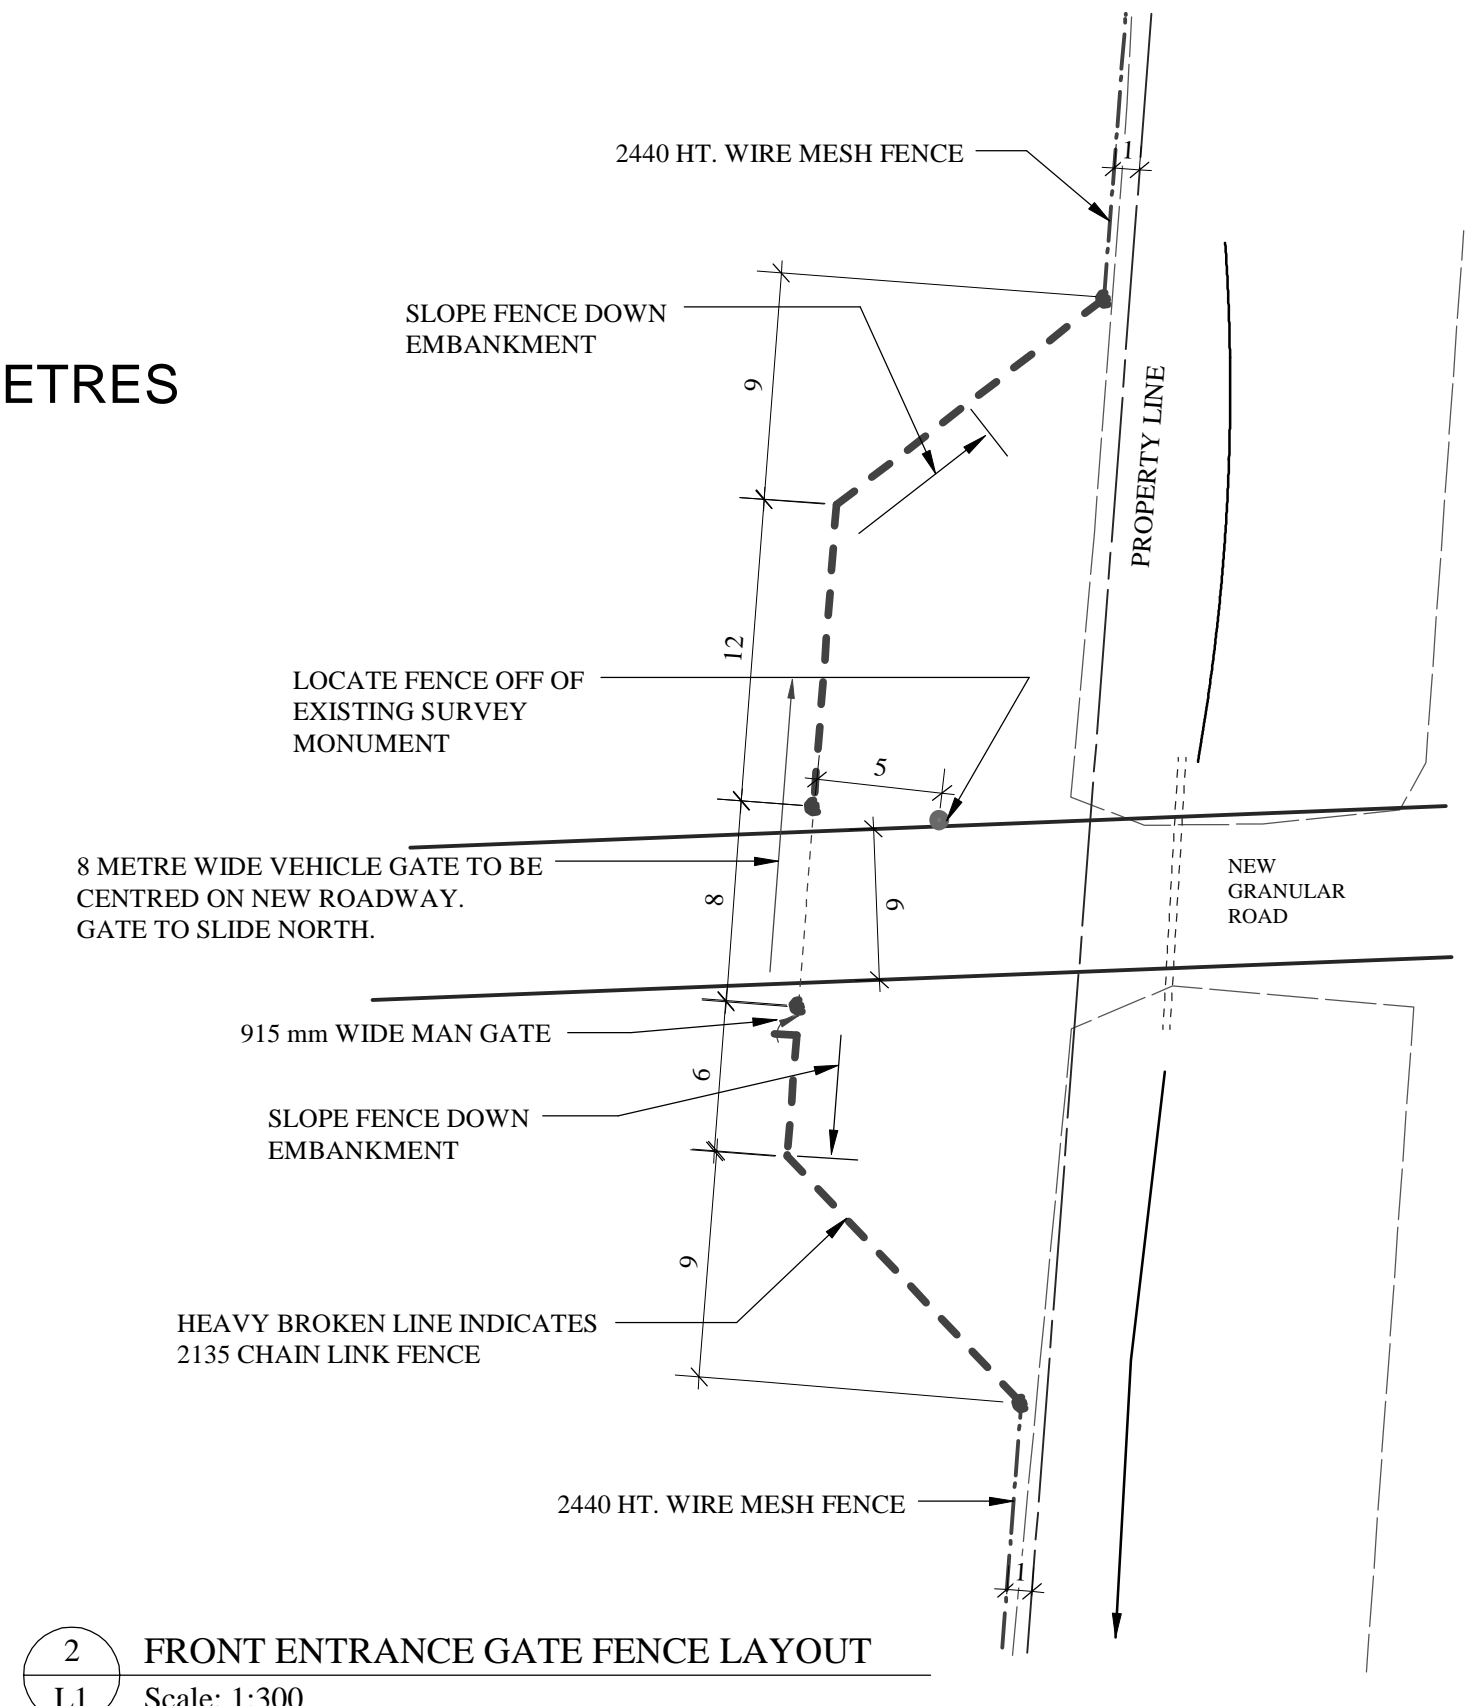 2440 HT. WIRE MESH FENCE
1
SLOPE FENCE DOWN
EMBANKMENT
ETRES
9
PROPERTY LINE
12
LOCATE FENCE OFF OF
EXISTING SURVEY
MONUMENT
5
8 METRE WIDE VEHICLE GATE TO BE
CENTRED ON NEW ROADWAY.
GATE TO SLIDE NORTH.
8
6
NEW
GRANULAR
ROAD
915 mm WIDE MAN GATE
6
SLOPE FENCE DOWN
EMBANKMENT
9
HEAVY BROKEN LINE INDICATES
2135 CHAIN LINK FENCE
2440 HT. WIRE MESH FENCE
1
2
FRONT ENTRANCE GATE FENCE LAYOUT
L1
Scale: 1:300